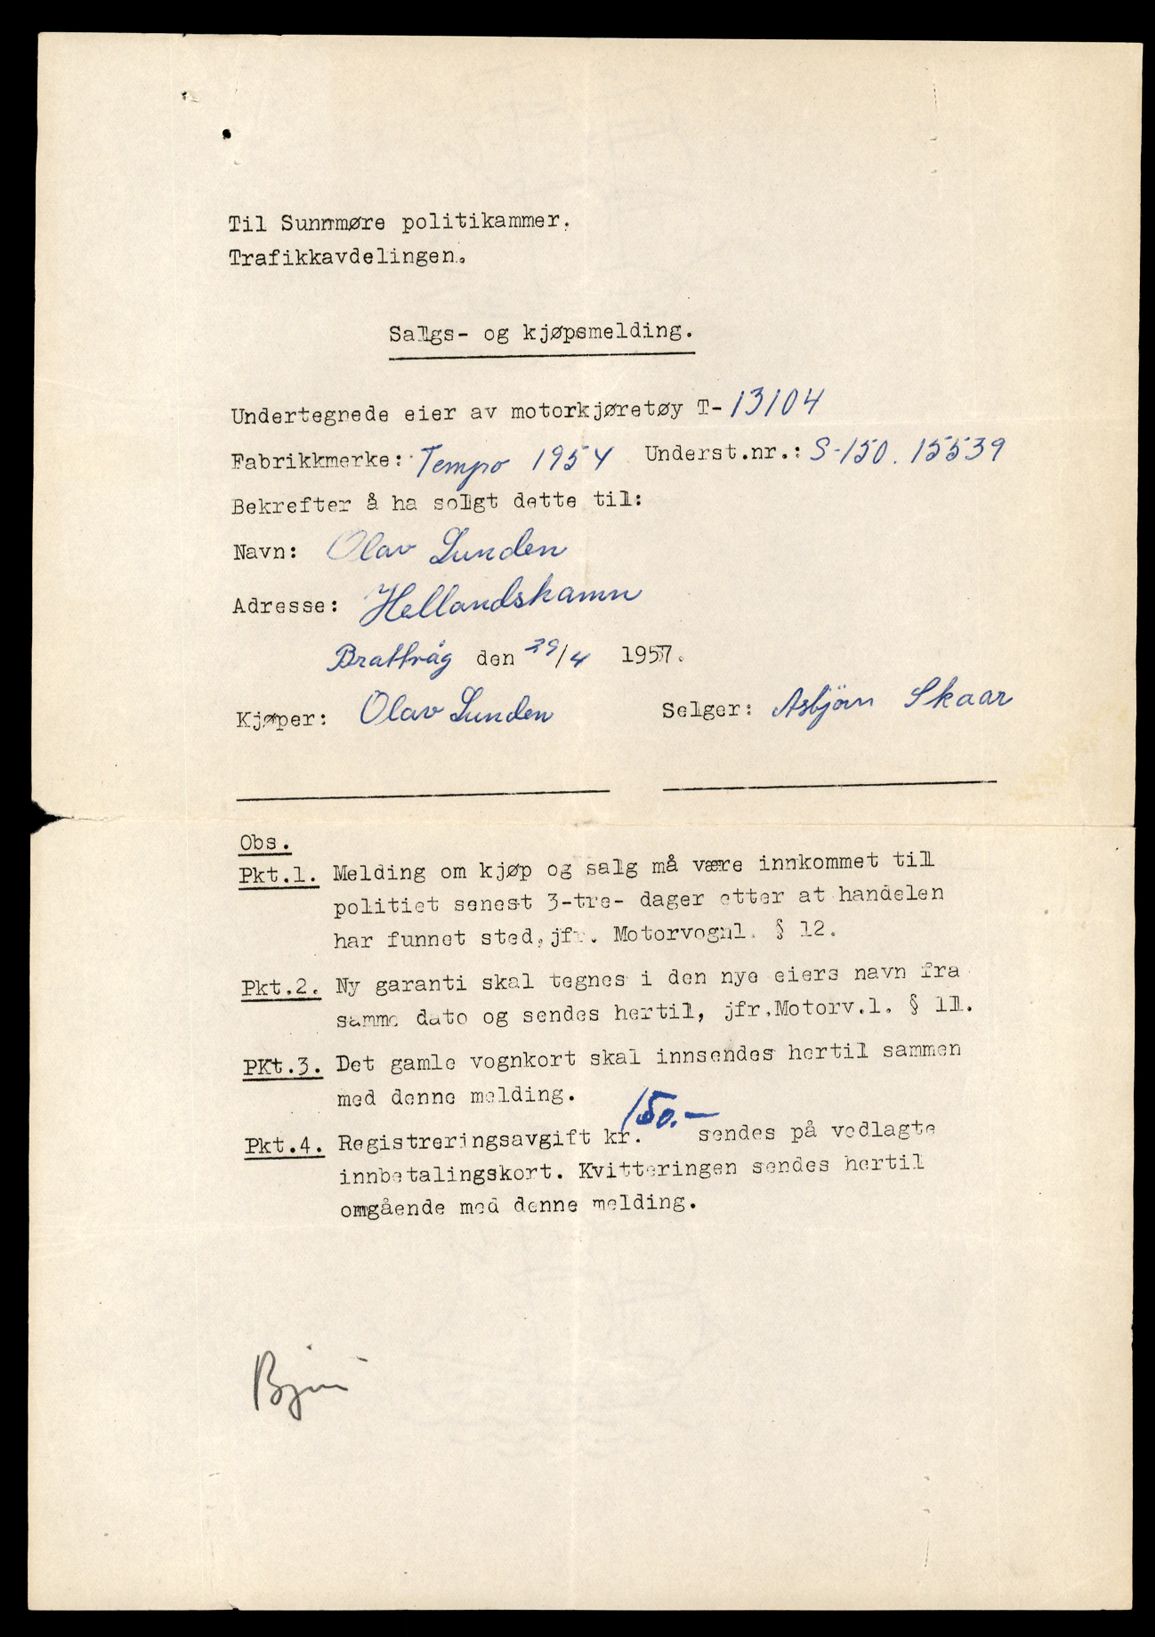 Til Sunnmøre politikammer.
Trafikkavdelingen.
Salgs- og kjøpsmelding.
Undertegnede eier av motorkjøretøy T- 13104
Fabrikkmerke: Tempo 1954 Underst.nr.: S-150. 15539
Bekrefter å ha solgt dette til:
Navn: Olav Lunden
Adresse: Hellandshamn
Brattvåg den 29/4 1957.
Kjøper: Olav Lunden Selger: Asbjörn Skaar
Obs.
Pkt.1. Melding om kjøp og salg må være innkommet till
politiet senest 3-tre- dager etter at handelen
har funnet sted, jfr. Motorvognl. § 12.
Pkt.2. Ny garanti skal tegnes i den nye eiers navn fra
samme dato og sendes hertil, jfr.Motorv.l. § 11.
PKt.3. Det gamle vognkort skal innsendes hertil sammen
med denne melding.
Pkt.4. Registreringsavgift kr. 150.- sendes på vedlagte
innbetalingskort. Kvitteringen sendes hertil
omgående med denne melding.